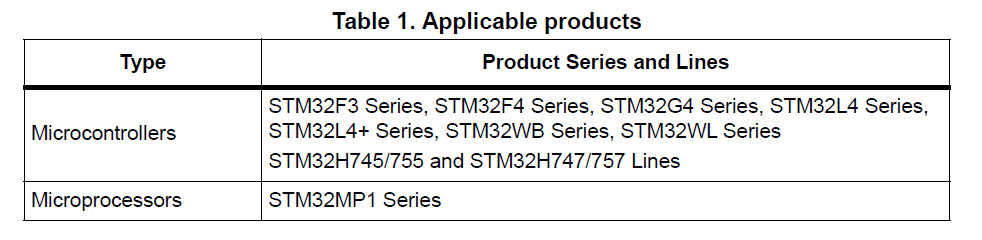 Table 1. Applicable products
Type
Product Series and Lines
Microcontrollers
STM32F3 Series, STM32F4 Series, STM32G4 Series, STM32L4 Series,
STM32L4+ Series, STM32WB Series, STM32WL Series
STM32H745/755 and STM32H747/757 Lines
Microprocessors
STM32MP1 Series